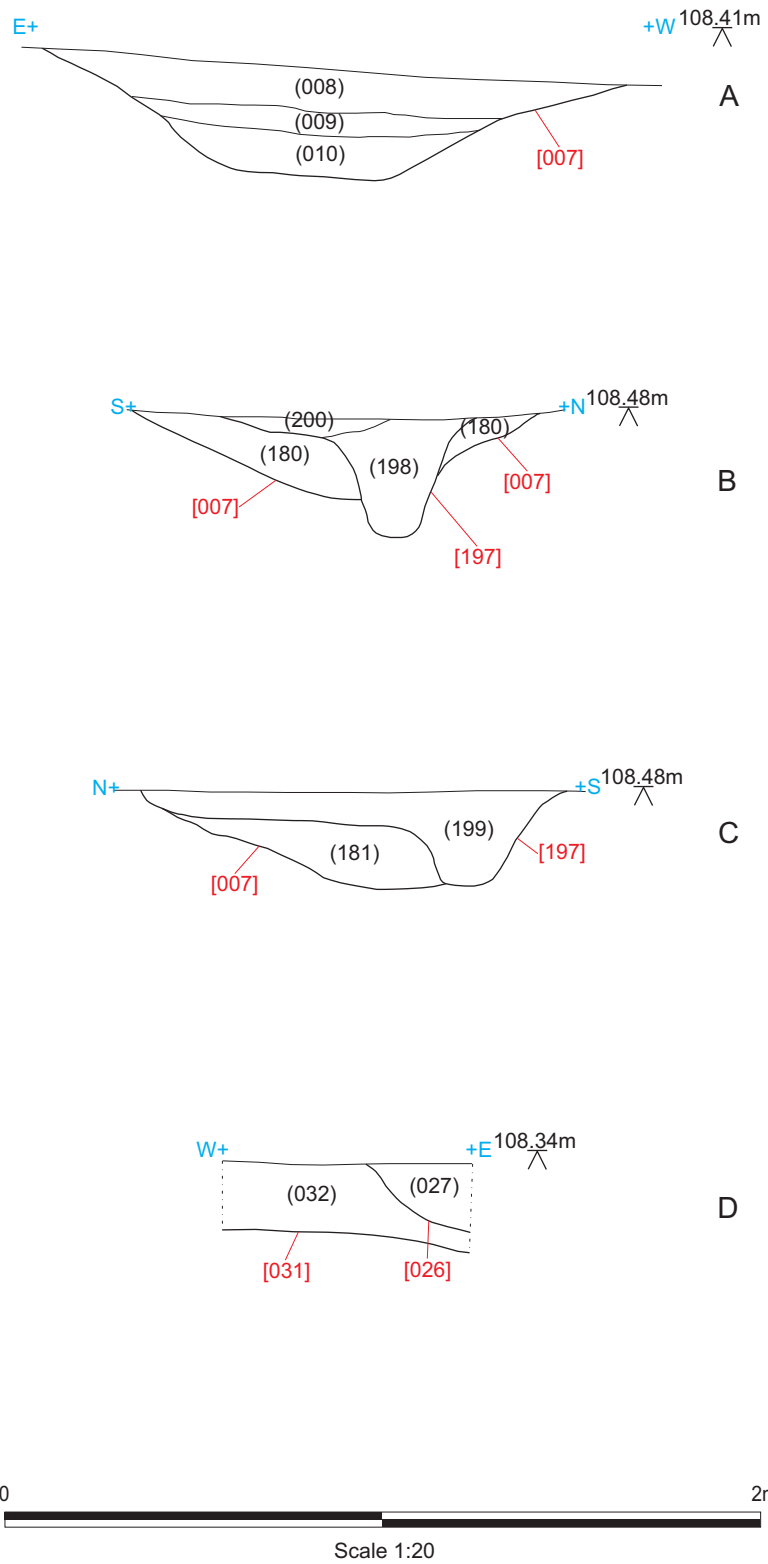 E+ +W 108.41m
A
(008)
(009)
(010)
[007]
S+ +N 108.48m
(200)
(180)
(180)
(198)
B
[007]
[007]
[197]
N+ +S 108.48m
(199)
C
(181)
[197]
[007]
W+ +E 108.34m
(032)
(027)
D
[031]
[026]
0
Scale 1:20